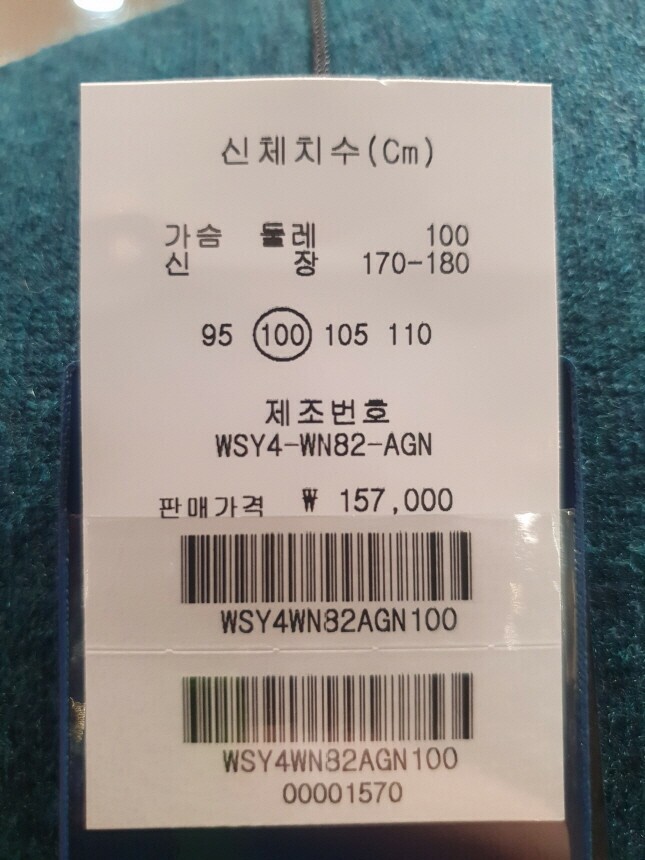 신체치수(Cm)
가슴 둘레 100
신 장 170-180
95 100 105 110
제조번호
WSY4-WN82-AGN
판매가격 ₩ 157,000
WSY4WN82AGN100
WSY4WN82AGN100
00001570